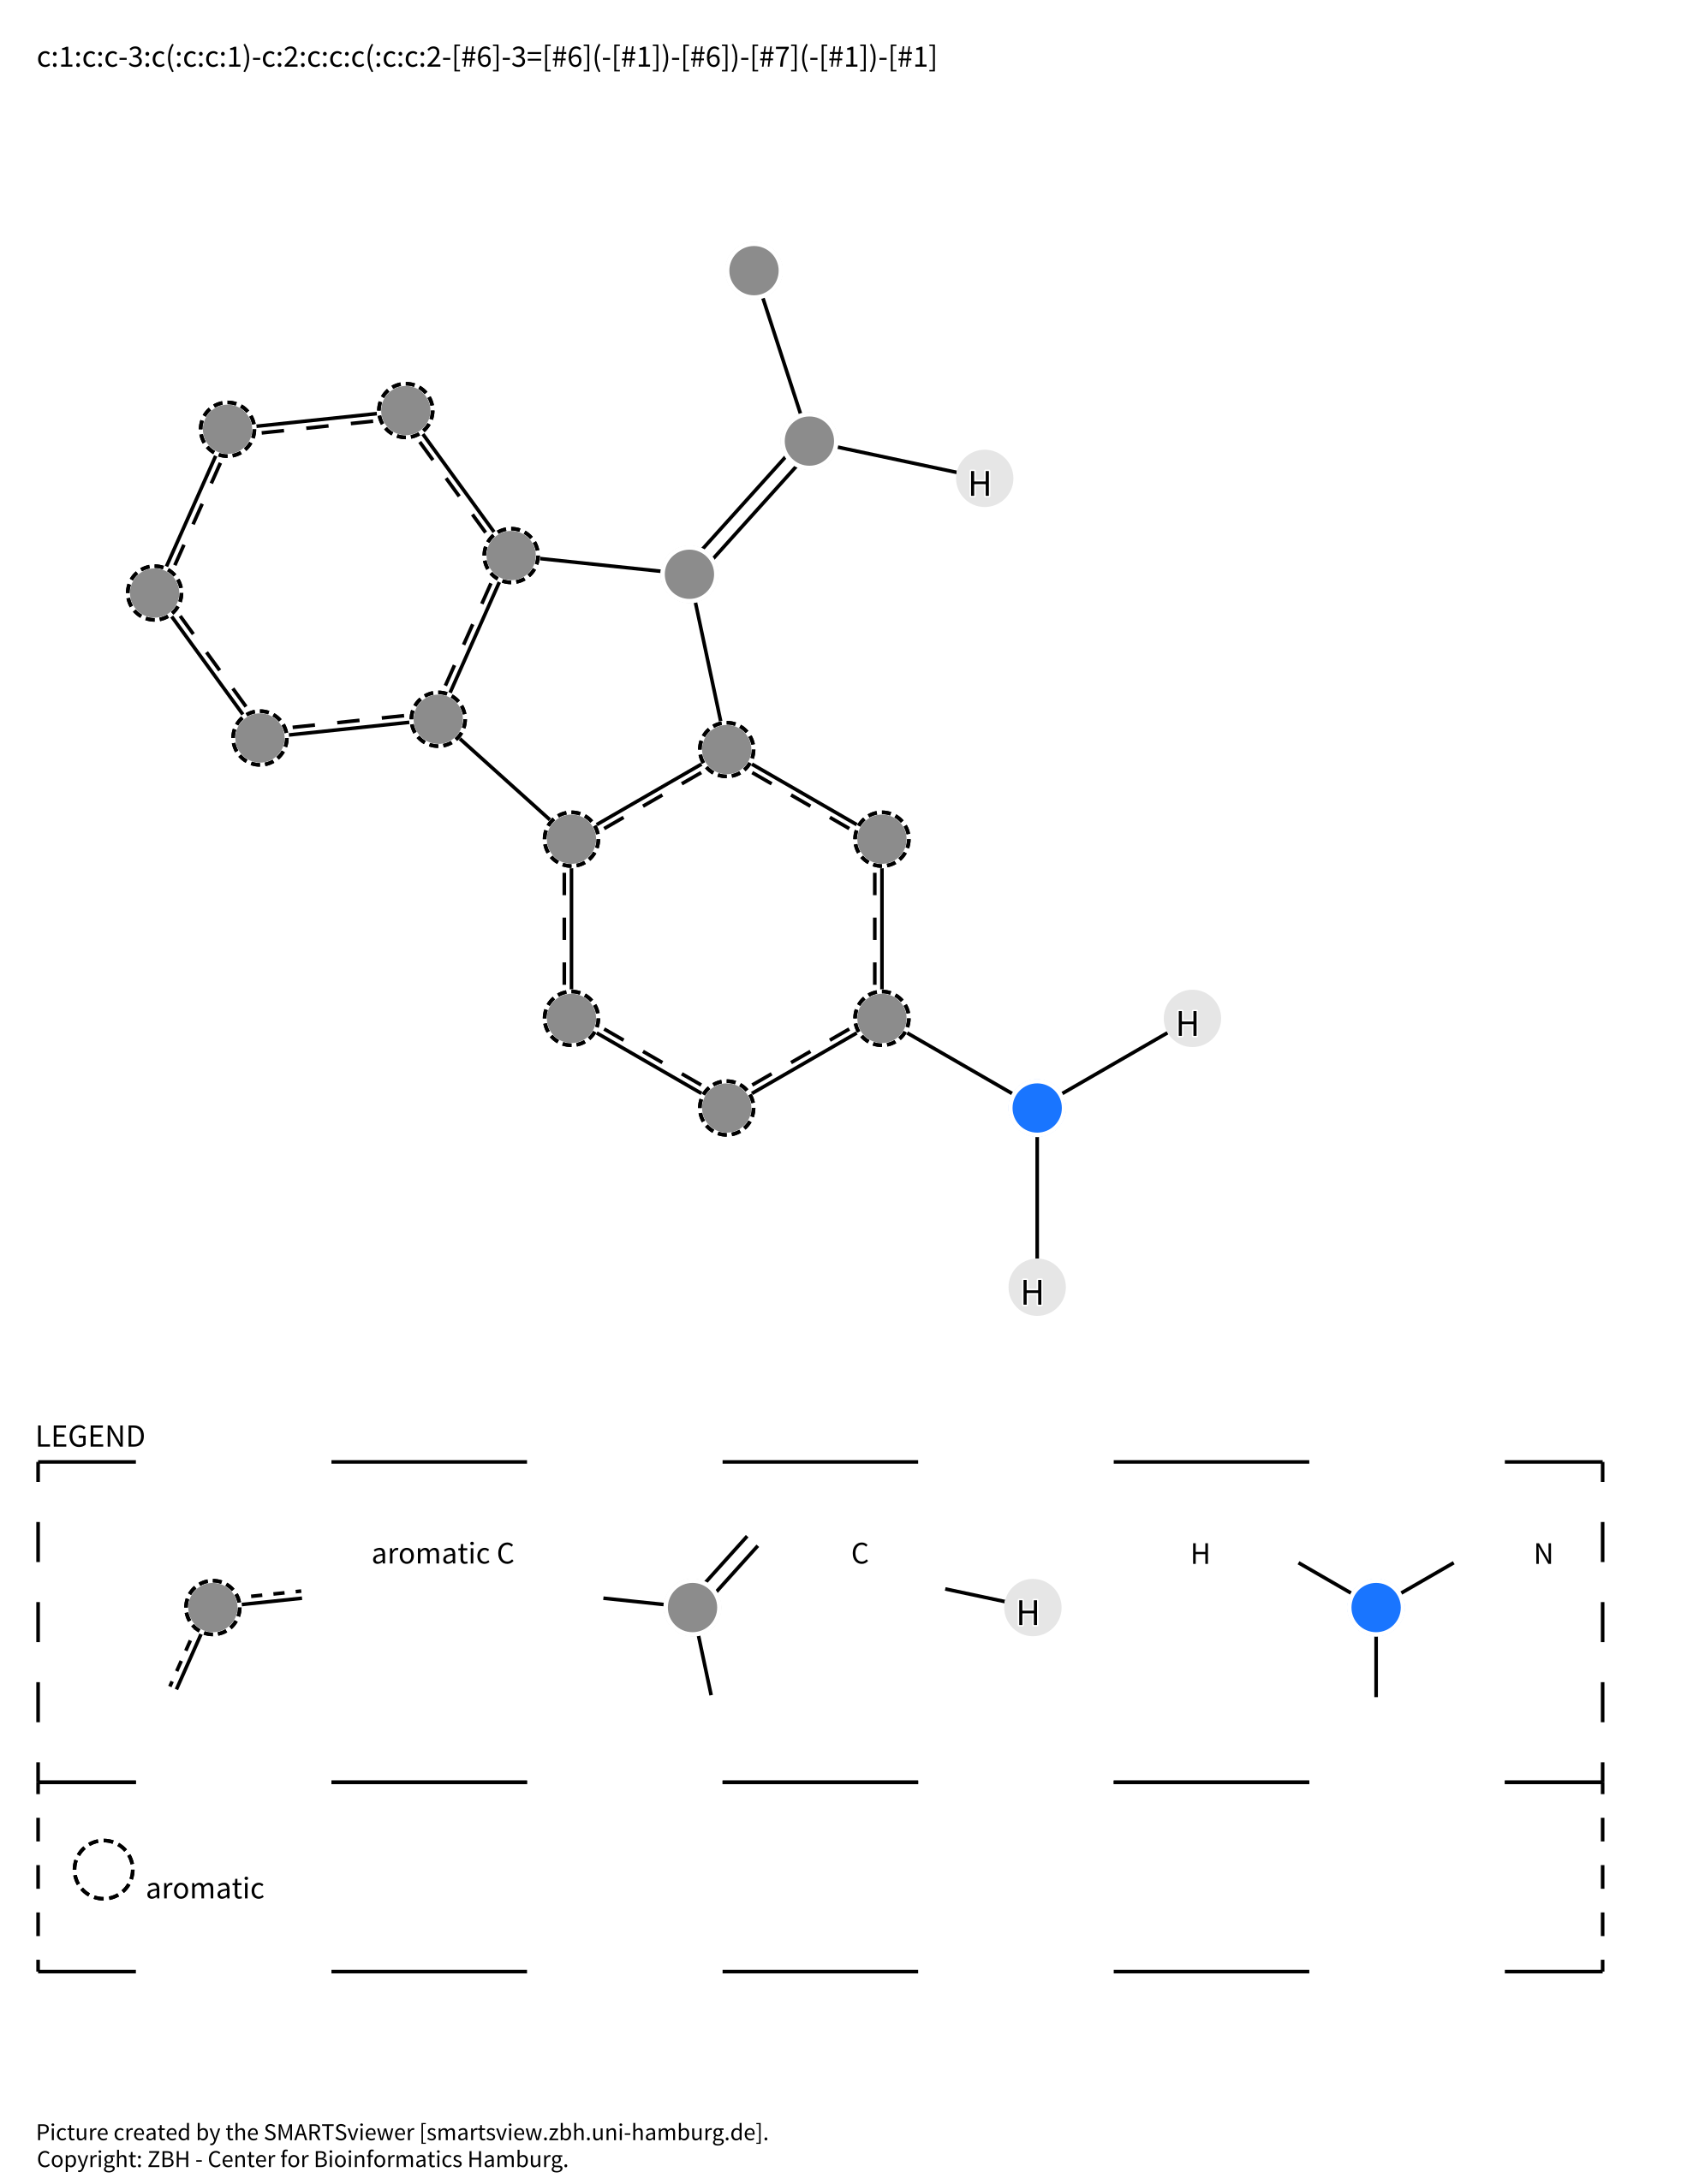 c:1:c:c-3:c(:c:c:1)-c:2:c:c:c(:c:c:2-[#6]-3=[#6](-[#1])-[#6])-[#7](-[#1])-[#1]
H
H
H
LEGEND
aromatic C
C
H
N
H
aromatic
Picture created by the SMARTSviewer [smartsview.zbh.uni-hamburg.de].
Copyright: ZBH - Center for Bioinformatics Hamburg.